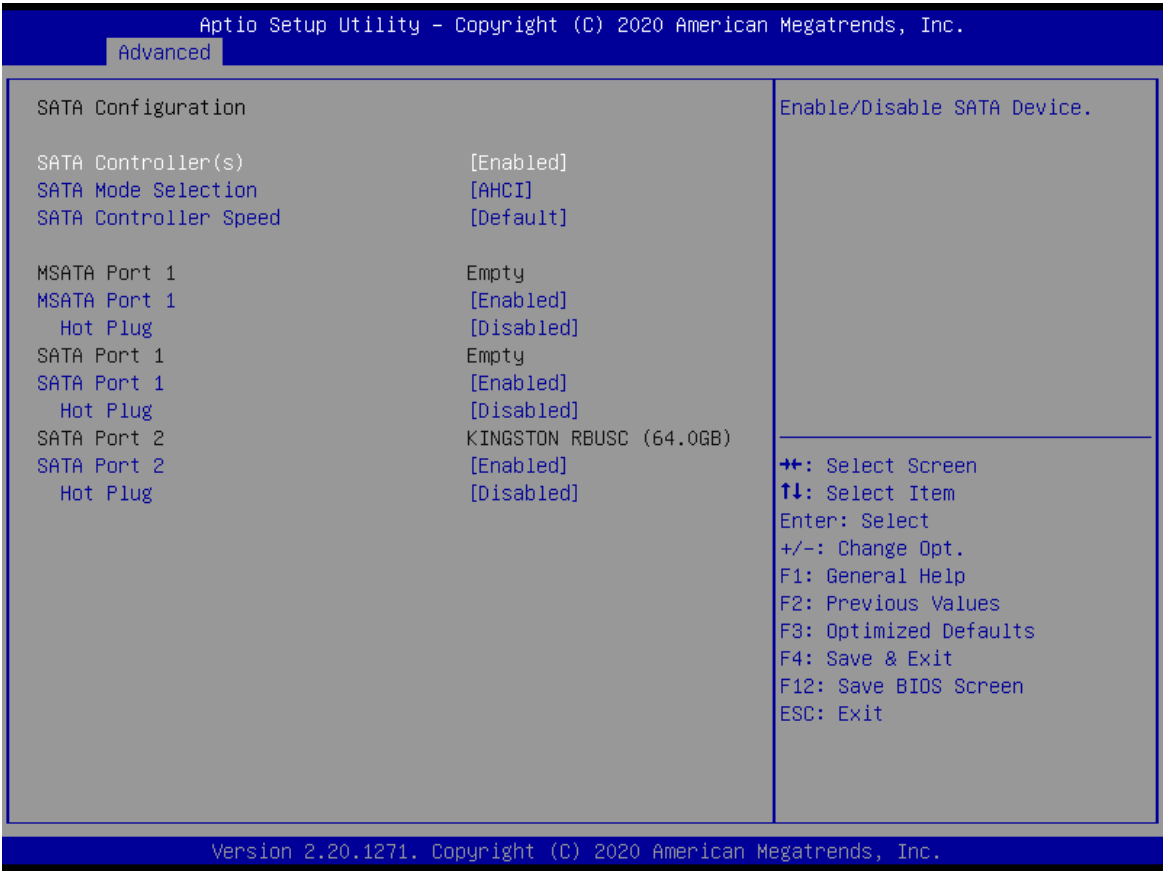 Aptio Setup Utility – Copyright (C) 2020 American Megatrends, Inc.
Advanced
SATA Configuration
SATA Controller(s) [Enabled]
SATA Mode Selection [AHCI]
SATA Controller Speed [Default]
MSATA Port 1 Empty
MSATA Port 1 [Enabled]
Hot Plug [Disabled]
SATA Port 1 Empty
SATA Port 1 [Enabled]
Hot Plug [Disabled]
SATA Port 2 KINGSTON RBUSC (64.0GB)
SATA Port 2 [Enabled]
Hot Plug [Disabled]
Enable/Disable SATA Device.
→←: Select Screen
↑↓: Select Item
Enter: Select
+/-: Change Opt.
F1: General Help
F2: Previous Values
F3: Optimized Defaults
F4: Save & Exit
F12: Save BIOS Screen
ESC: Exit
Version 2.20.1271. Copyright (C) 2020 American Megatrends, Inc.